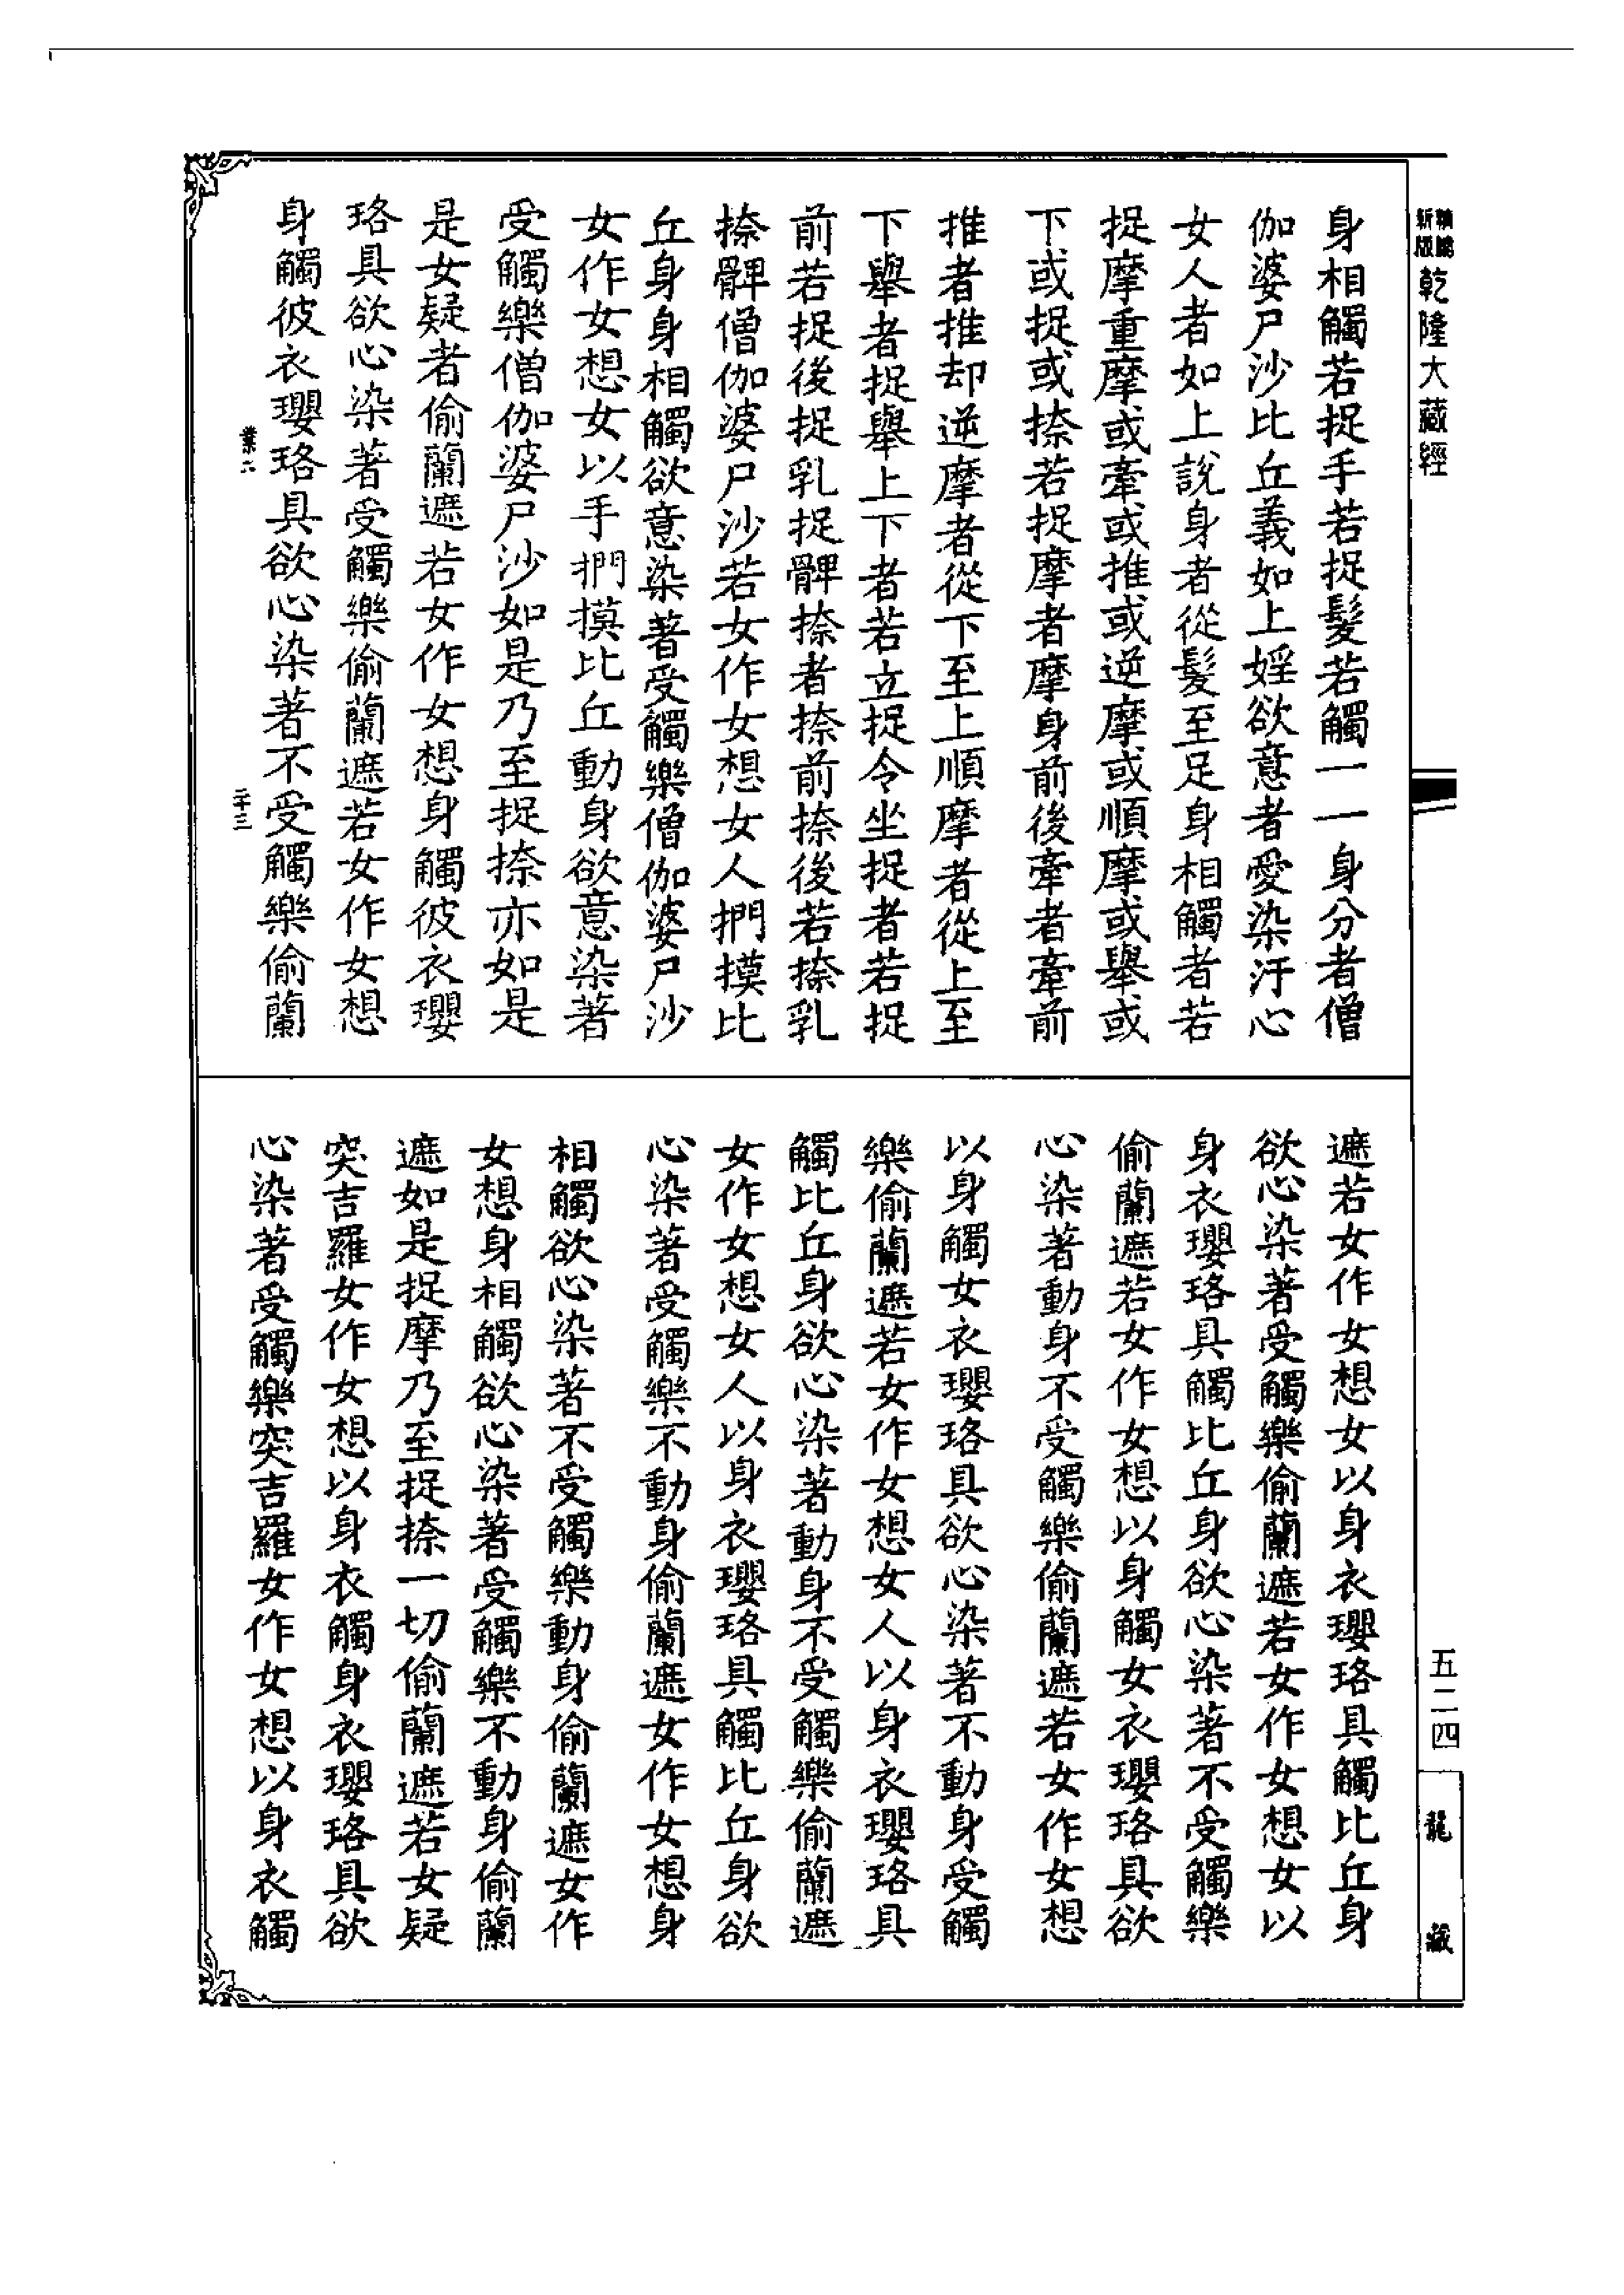 乾隆大藏經
身相觸若捉手若捉髮若觸一一身分者僧
伽婆尸沙比丘義如上婬欲意者愛染汙心
女人者如上說身者從髮至足身相觸者若
捉摩重摩或牽或推或逆摩或順摩或舉或
下或捉或捺若捉摩者摩身前後牽者牽前
推者推却逆摩者從下至上順摩者從上至
下舉者捉舉上下者若立捉令坐捉者若捉
前若捉後捉乳捉髀捺者捺前捺後若捺乳
捺髀僧伽婆尸沙若女作女想女人捫摸比
丘身身相觸欲意染著受觸樂僧伽婆尸沙
女作女想女以手捫摸比丘動身欲意染著
受觸樂僧伽婆尸沙如是乃至捉捺亦如是
是女疑者偷蘭遮若女作女想身觸彼衣瓔
珞具欲心染著受觸樂偷蘭遮若女作女想
身觸彼衣瓔珞具欲心染著不受觸樂偷蘭
業二 二十三
遮若女作女想女以身衣瓔珞具觸比丘身
欲心染著受觸樂偷蘭遮若女作女想女以
身衣瓔珞具觸比丘身欲心染著不受觸樂
偷蘭遮若女作女想以身觸女衣瓔珞具欲
心染著動身不受觸樂偷蘭遮若女作女想
以身觸女衣瓔珞具欲心染著不動身受觸
樂偷蘭遮若女作女想女人以身衣瓔珞具
觸比丘身欲心染著動身不受觸樂偷蘭遮
女作女想女人以身衣瓔珞具觸比丘身欲
心染著受觸樂不動身偷蘭遮女作女想身
相觸欲心染著不受觸樂動身偷蘭遮女作
女想身相觸欲心染著受觸樂不動身偷蘭
遮如是捉摩乃至捉捺一切偷蘭遮若女疑
突吉羅女作女想以身衣觸身衣瓔珞具欲
心染著受觸樂突吉羅女作女想以身衣觸
五二四
龍藏